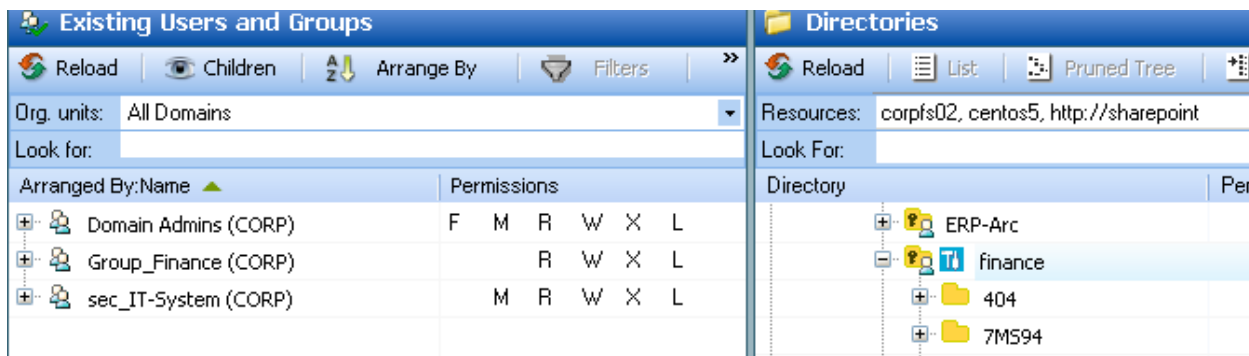 Existing Users and Groups
Reload Children A Z Arrange By Filters »
Org. units: All Domains
Look for:
Arranged By:Name Permissions
Domain Admins (CORP) F M R W X L
Group_Finance (CORP) R W X L
sec_IT-System (CORP) M R W X L
Directories
Reload List Pruned Tree
Resources: corpfs02, centos5, http://sharepoint
Look For:
Directory Per
ERP-Arc
finance
404
7MS94